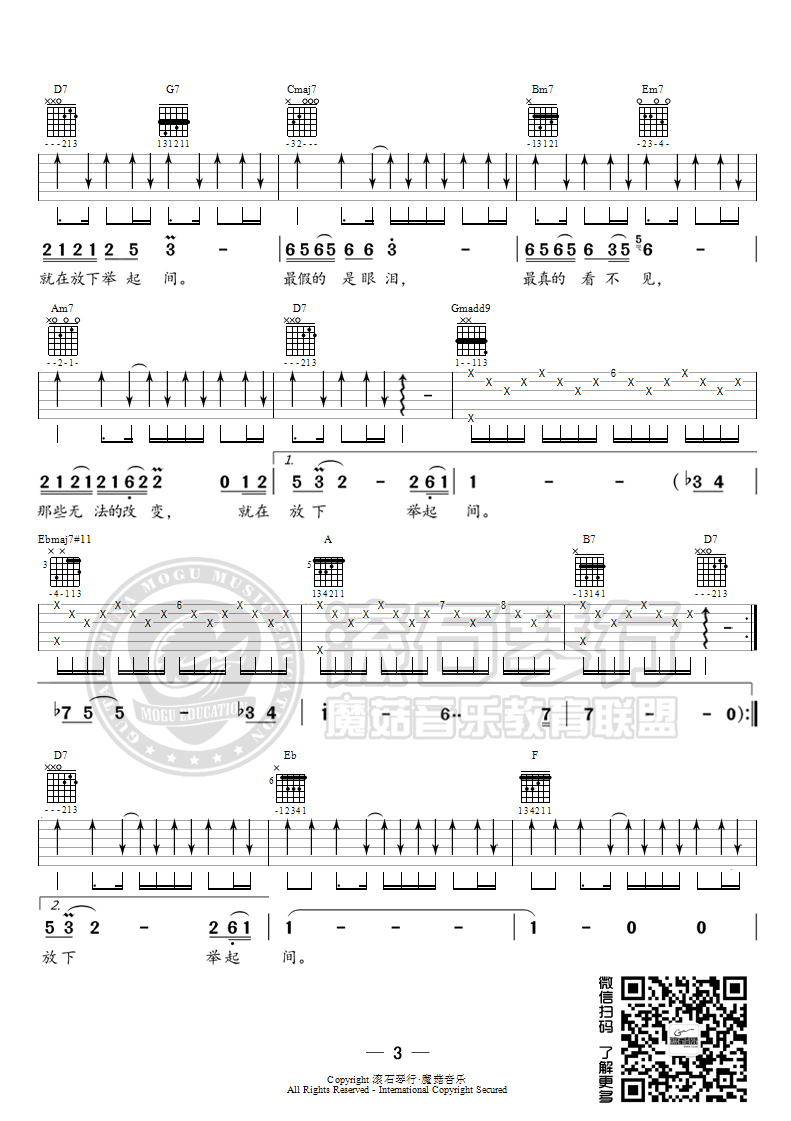 D7 G7 Cmaj7 Bm7 Em7
---213 131211 -32--- -13121 -23-4-
2 1 2 1 2 5 3 - 6 5 6 5 6 6 3 - 6 5 6 5 6 3 5 5 6 -
就在放下举起 间。 最假的 是眼泪， 最真的 看不见，
Am7 D7 Gmadd9
--2-1- ---213 1--113
6
1.
2 1 2 1 2 1 6 2 2 2 0 1 2 5 3 2 - 2 6 1 1 - - (♭3 4
那些无 法的改 变， 就在 放下 举起 间。
Ebmaj7#11 A B7 D7
3 5
-4-113 134211 -13141 ---213
6 7 8
♭7 5 5 - ♭3 4 i - 6·· 7 7 - - 0):
CHINA MOGU MUSIC EDUCATION
MOGU EDUCATION
滚石琴行
魔菇音乐教育联盟
D7 Eb F
6
---213 -12341 134211
2.
5 3 2 - 2 6 1 1 - - - 1 - 0 0
放下 举起 间。
微信扫码 了解更多
— 3 —
Copyright 滚石琴行·魔菇音乐
All Rights Reserved - International Copyright Secured